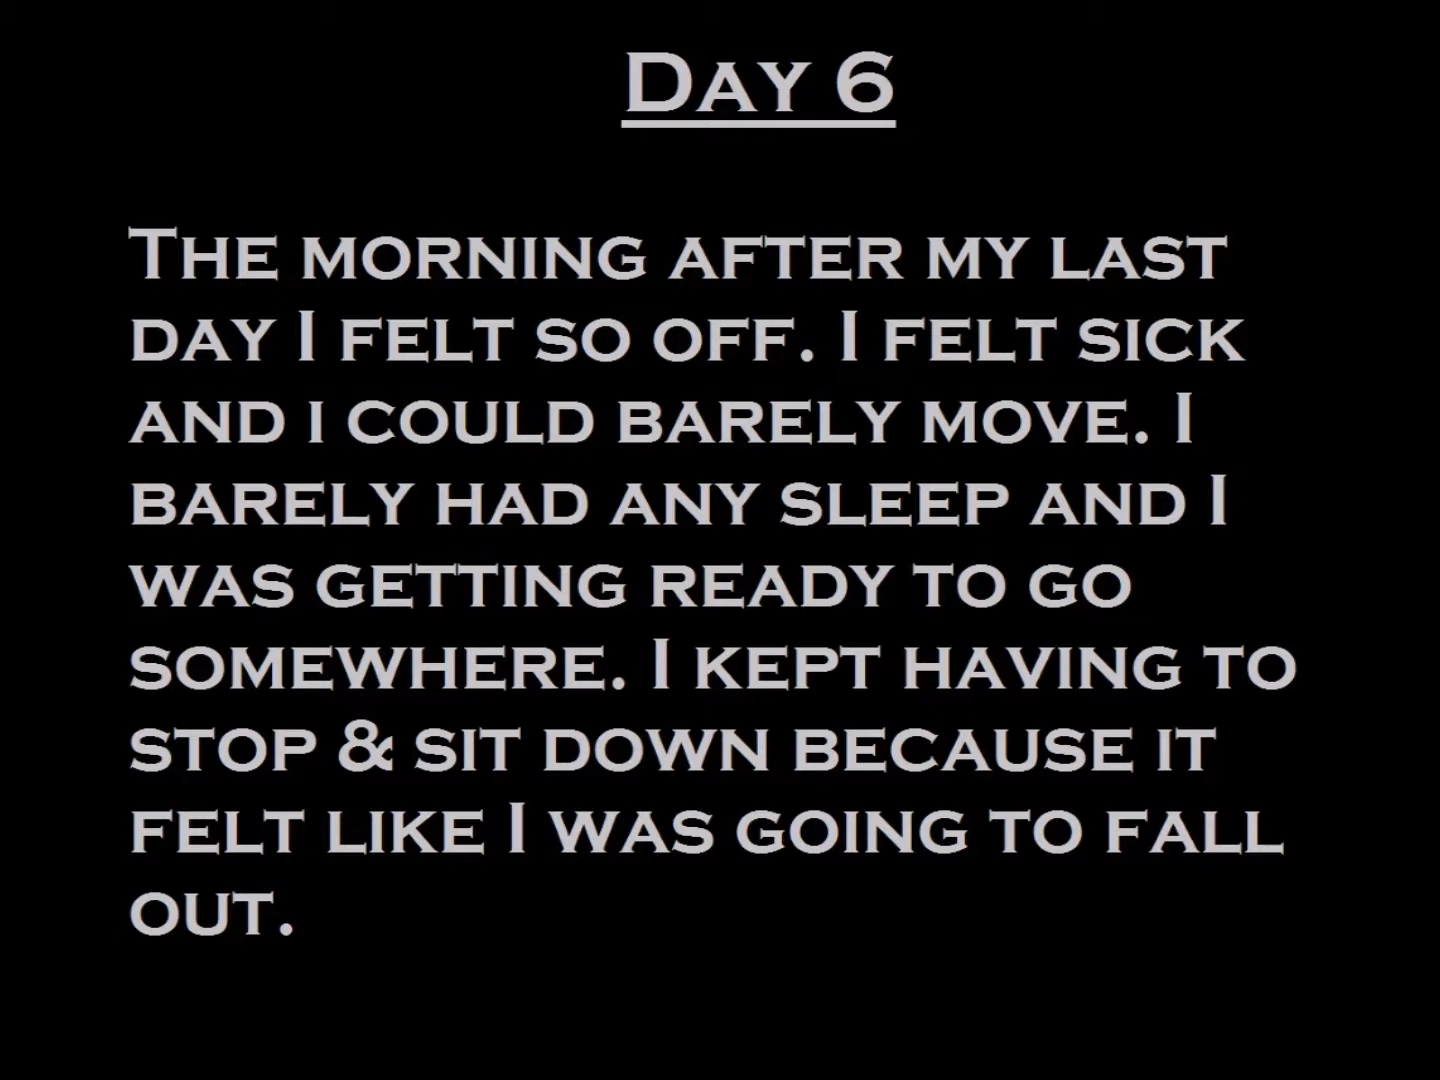 Day 6
The morning after my last
day I felt so off. I felt sick
and i could barely move. I
barely had any sleep and I
was getting ready to go
somewhere. I kept having to
stop & sit down because it
felt like I was going to fall
out.